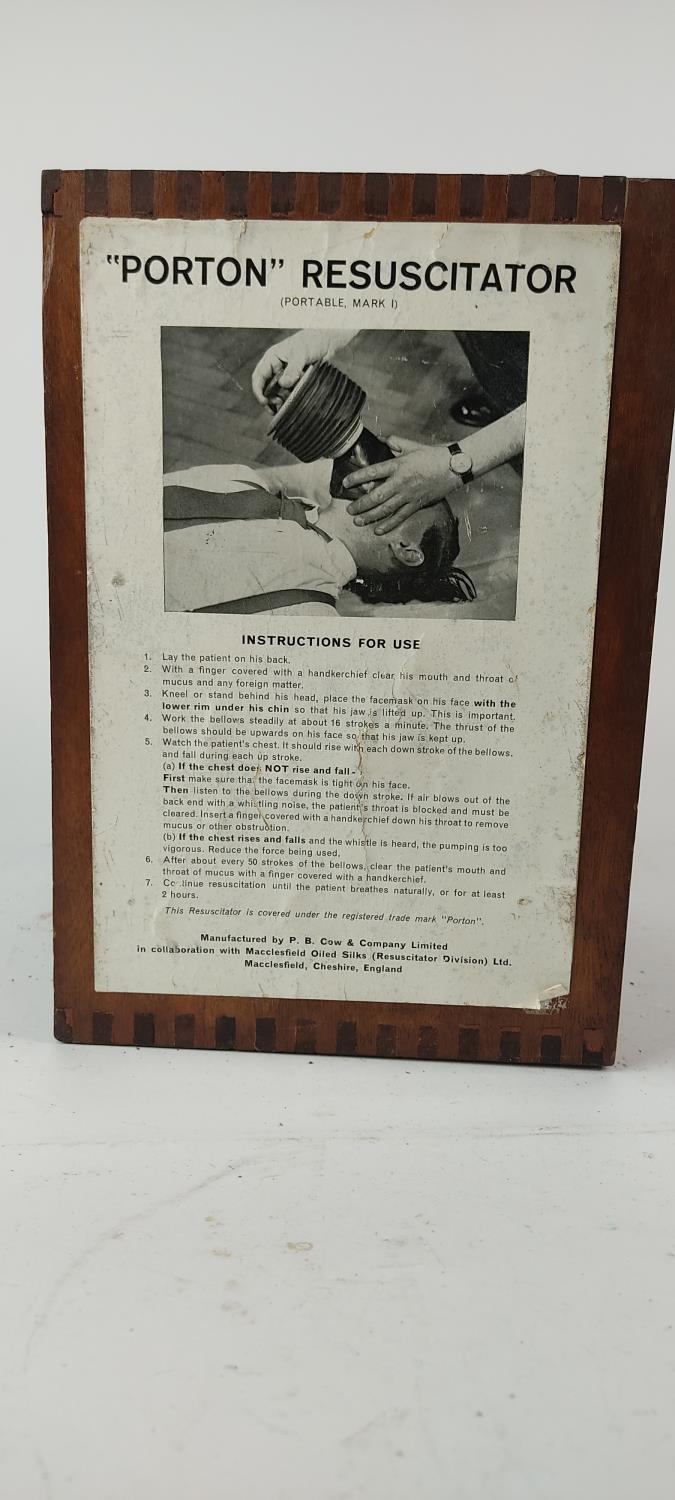 "PORTON" RESUSCITATOR
(PORTABLE, MARK I)
INSTRUCTIONS FOR USE
1. Lay the patient on his back.
2. With a finger covered with a handkerchief clear his mouth and throat of
mucus and any foreign matter.
3. Kneel or stand behind his head, place the facemask on his face with the
lower rim under his chin so that his jaw is lifted up. This is important.
4. Work the bellows steadily at about 16 strokes a minute. The thrust of the
bellows should be upwards on his face so that his jaw is kept up.
5. Watch the patient's chest. It should rise with each down stroke of the bellows,
and fall during each up stroke.
(a) If the chest does NOT rise and fall-
First make sure that the facemask is tight on his face.
Then listen to the bellows during the down stroke. If air blows out of the
back end with a whistling noise, the patient's throat is blocked and must be
cleared. Insert a finger covered with a handkerchief down his throat to remove
mucus or other obstruction.
(b) If the chest rises and falls and the whistle is heard, the pumping is too
vigorous. Reduce the force being used.
6. After about every 50 strokes of the bellows, clear the patient's mouth and
throat of mucus with a finger covered with a handkerchief.
7. Continue resuscitation until the patient breathes naturally, or for at least
2 hours.
This Resuscitator is covered under the registered trade mark "Porton".
Manufactured by P. B. Cow & Company Limited
in collaboration with Macclesfield Oiled Silks (Resuscitator Division) Ltd.
Macclesfield, Cheshire, England